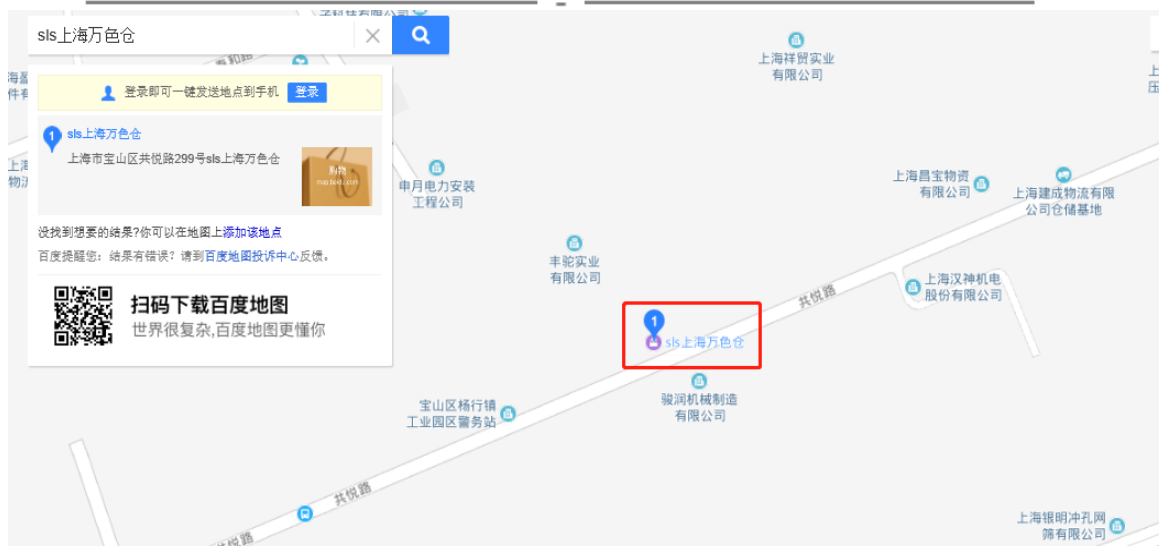 sls上海万色仓
登录即可一键发送地点到手机 登录
1 sls上海万色仓
上海市宝山区共悦路299号sls上海万色仓
购物
没找到想要的结果?你可以在地图上添加该地点
百度提醒您:结果有错误?请到百度地图投诉中心反馈。
扫码下载百度地图
世界很复杂,百度地图更懂你
上海祥贸实业
有限公司
申月电力安装
工程公司
上海昌宝物资
有限公司
上海建成物流有限
公司仓储基地
丰驼实业
有限公司
上海汉神机电
股份有限公司
共悦路
1
sls上海万色仓
骏润机械制造
有限公司
宝山区杨行镇
工业园区警务站
共悦路
共悦路
上海银明冲孔网
筛有限公司